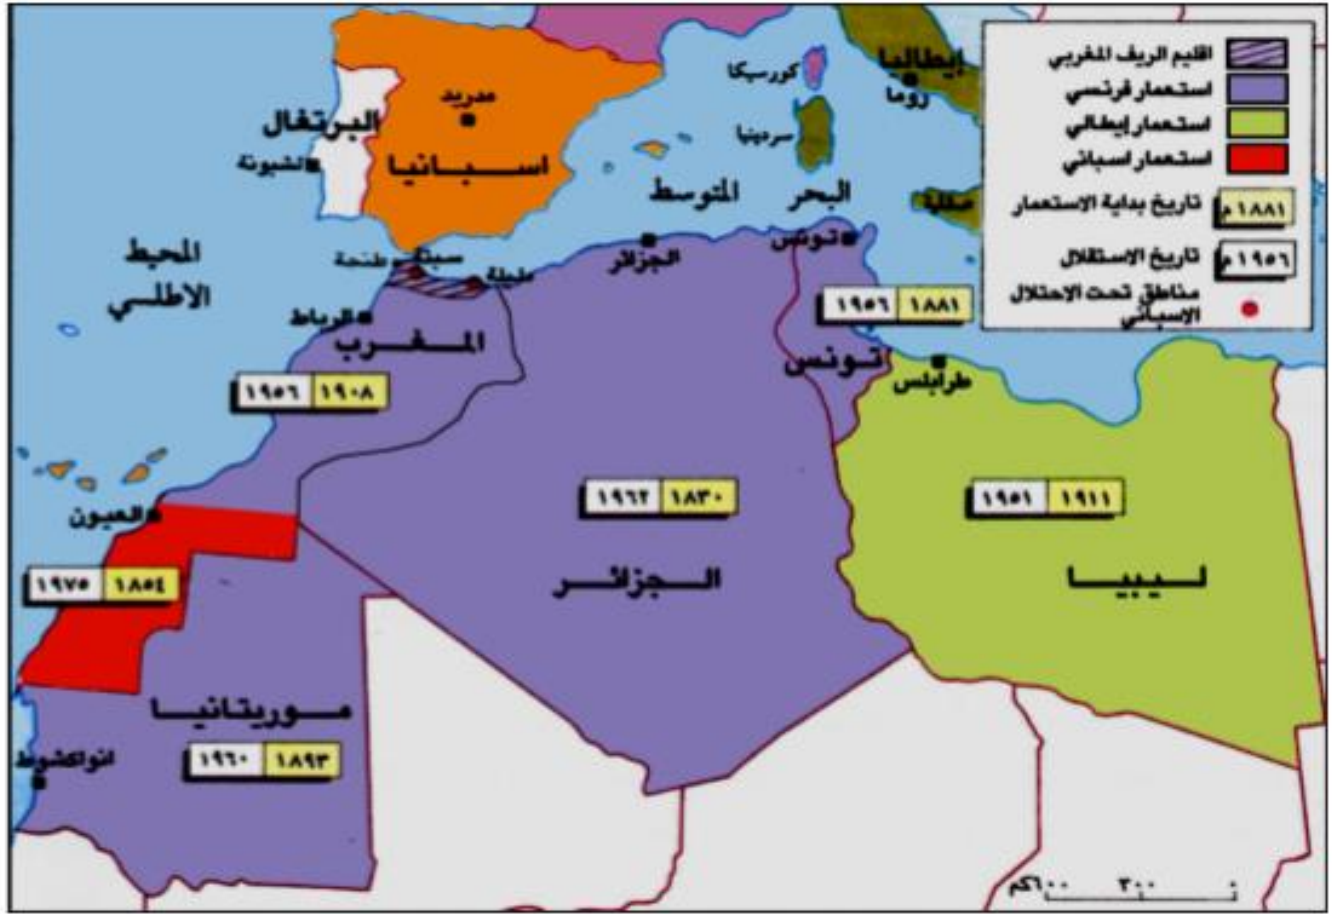 اقليم الريف المغربي
استعمار فرنسي
استعمار إيطالي
استعمار اسباني
تاريخ بداية الاستعمار
١٨٨١م
تاريخ الاستقلال
١٩٥٦م
مناطق تحت الاحتلال
الإسباني
إيطاليا
روما
كورسيكا
سردينيا
صقلية
مدريد
البرتغال
لشبونة
اسبانيا
البحر المتوسط
المحيط
الاطلسي
سبتة
طنجة
مليلة
الجزائر
تونس
الرباط
المغرب
١٩٥٦ ١٩٠٨
١٩٥٦ ١٨٨١
تونس
طرابلس
١٩٦٢ ١٨٣٠
الجزائر
١٩٥١ ١٩١١
ليبيا
العيون
١٩٧٥ ١٨٥٤
موريتانيا
١٩٦٠ ١٨٩٣
انواكشوط
٠ ٣٠٠ ٦٠٠كم